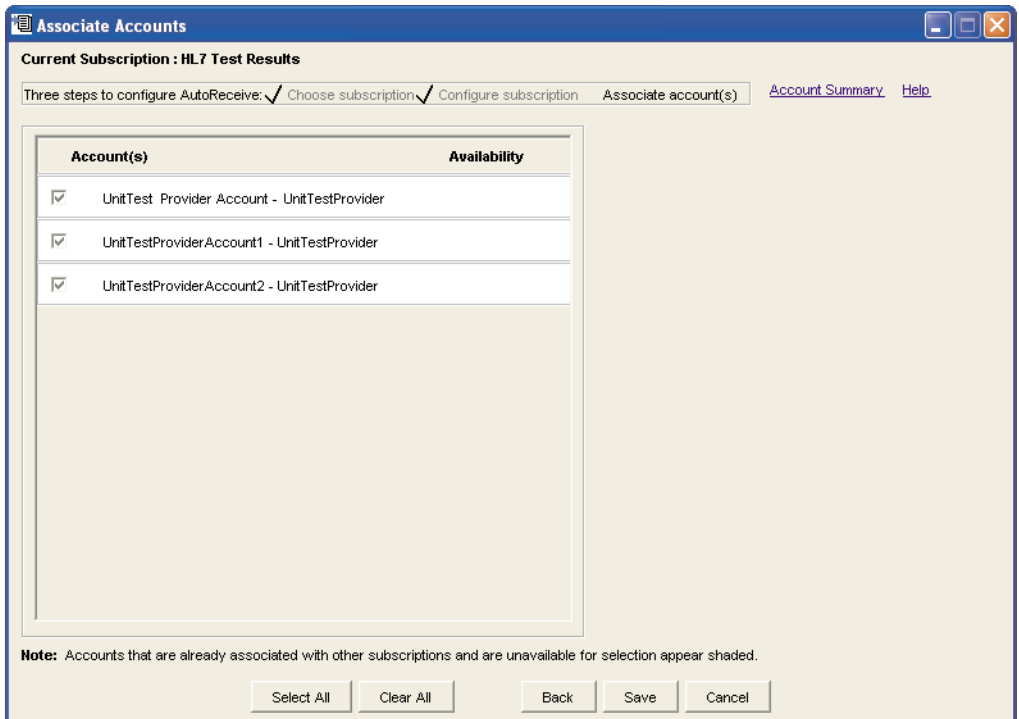 Associate Accounts
Current Subscription : HL7 Test Results
Three steps to configure AutoReceive: Choose subscription Configure subscription Associate account(s) Account Summary Help
Account(s) Availability
UnitTest Provider Account - UnitTestProvider
UnitTestProviderAccount1 - UnitTestProvider
UnitTestProviderAccount2 - UnitTestProvider
Note: Accounts that are already associated with other subscriptions and are unavailable for selection appear shaded.
Select All Clear All Back Save Cancel